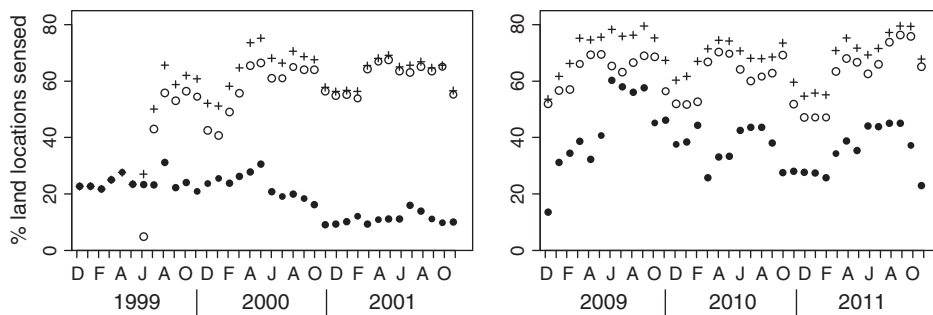 % land locations sensed
80
60
40
20
0
D F A J A O D F A J A O D F A J A O
1999 2000 2001
80
60
40
20
0
D F A J A O D F A J A O D F A J A O
2009 2010 2011